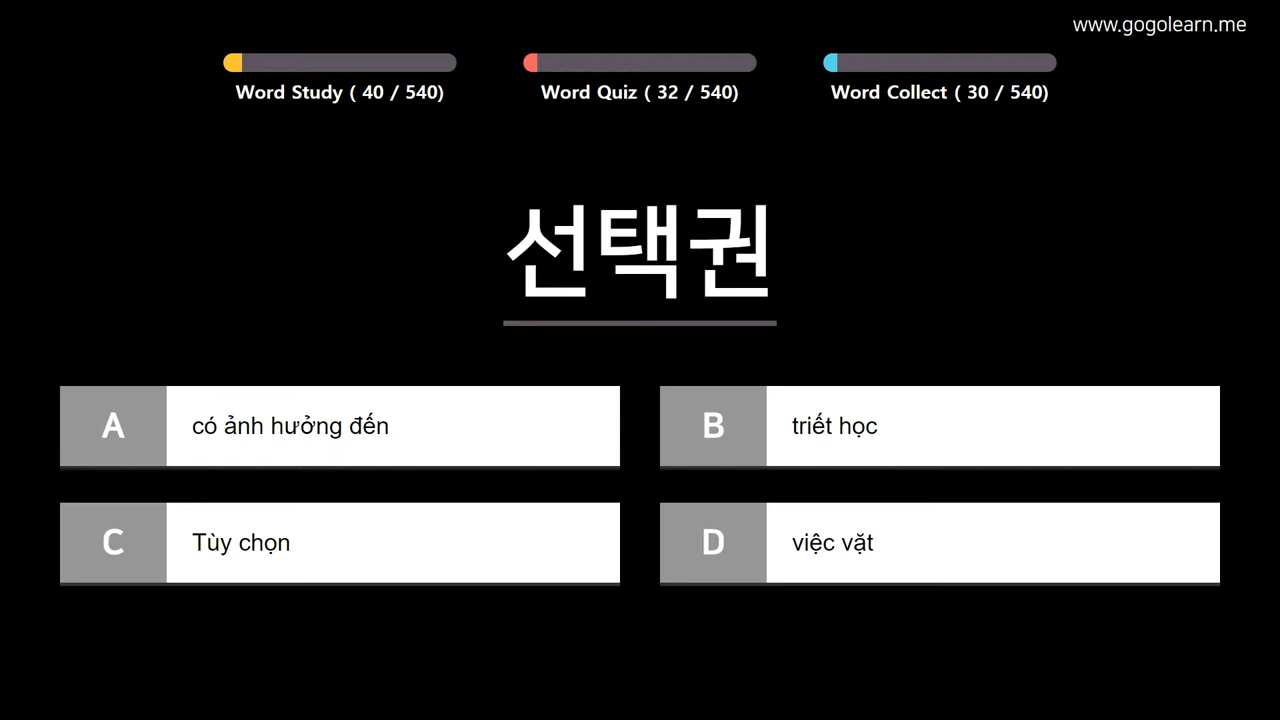 www.gogolearn.me
Word Study ( 40 / 540)
Word Quiz ( 32 / 540)
Word Collect ( 30 / 540)
선택권
A có ảnh hưởng đến
B triết học
C Tùy chọn
D việc vặt